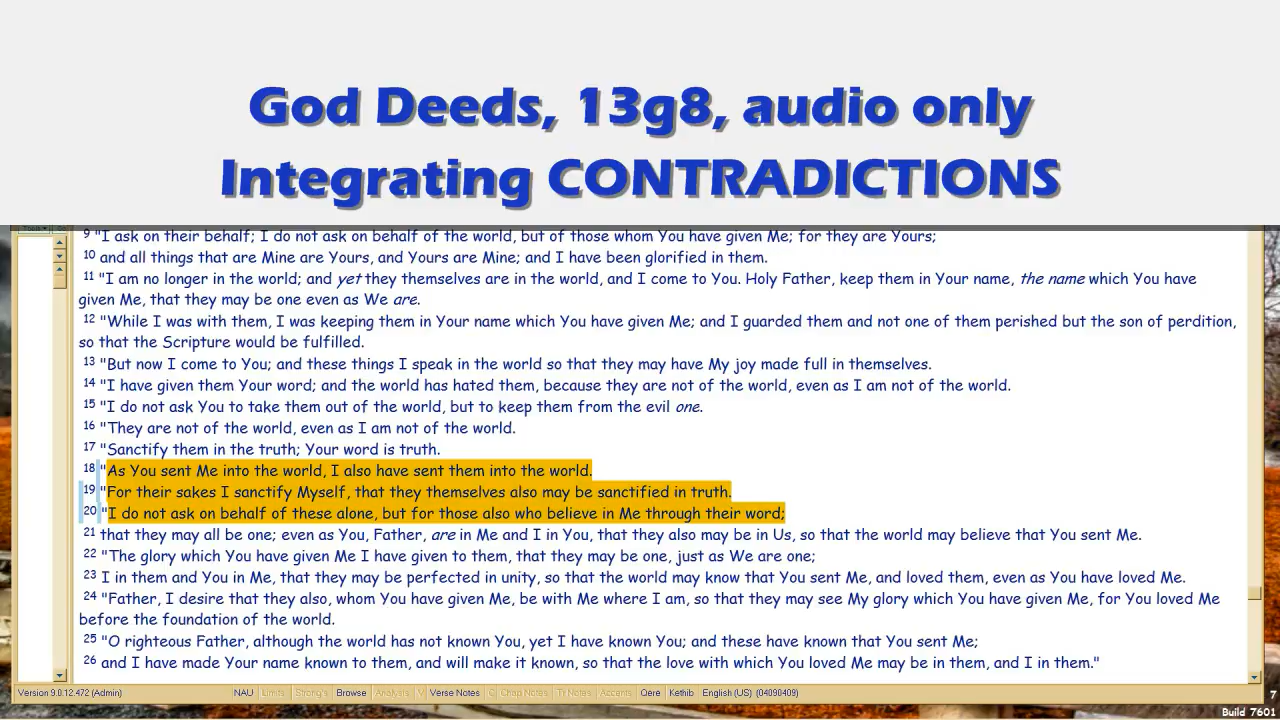 God Deeds, 13g8, audio only
Integrating CONTRADICTIONS
9 "I ask on their behalf; I do not ask on behalf of the world, but of those whom You have given Me; for they are Yours;
10 and all things that are Mine are Yours, and Yours are Mine; and I have been glorified in them.
11 "I am no longer in the world; and yet they themselves are in the world, and I come to You. Holy Father, keep them in Your name, the name which You have
given Me, that they may be one even as We are.
12 "While I was with them, I was keeping them in Your name which You have given Me; and I guarded them and not one of them perished but the son of perdition,
so that the Scripture would be fulfilled.
13 "But now I come to You; and these things I speak in the world so that they may have My joy made full in themselves.
14 "I have given them Your word; and the world has hated them, because they are not of the world, even as I am not of the world.
15 "I do not ask You to take them out of the world, but to keep them from the evil one.
16 "They are not of the world, even as I am not of the world.
17 "Sanctify them in the truth; Your word is truth.
18 "As You sent Me into the world, I also have sent them into the world.
19 "For their sakes I sanctify Myself, that they themselves also may be sanctified in truth.
20 "I do not ask on behalf of these alone, but for those also who believe in Me through their word;
21 that they may all be one; even as You, Father, are in Me and I in You, that they also may be in Us, so that the world may believe that You sent Me.
22 "The glory which You have given Me I have given to them, that they may be one, just as We are one;
23 I in them and You in Me, that they may be perfected in unity, so that the world may know that You sent Me, and loved them, even as You have loved Me.
24 "Father, I desire that they also, whom You have given Me, be with Me where I am, so that they may see My glory which You have given Me, for You loved Me
before the foundation of the world.
25 "O righteous Father, although the world has not known You, yet I have known You; and these have known that You sent Me;
26 and I have made Your name known to them, and will make it known, so that the love with which You loved Me may be in them, and I in them."
Version 9.0.12.472 (Admin) NAU Limits Strong's Browse Analysis V Verse Notes C Chap Notes Tr Notes Accents Qere Kethib English (US) (04090409)
7
Build 7601